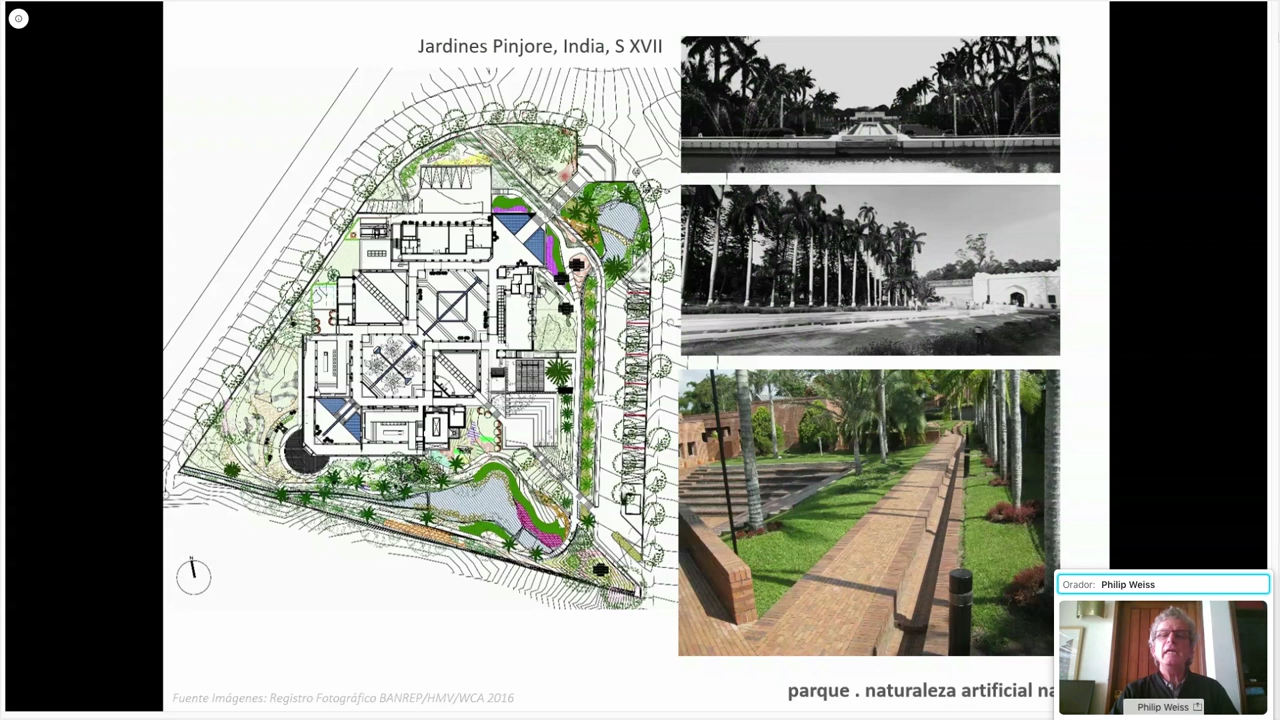 Jardines Pinjore, India, S XVII
N
Orador: Philip Weiss
Philip Weiss
Fuente Imágenes: Registro Fotográfico BANREP/HMV/WCA 2016
parque . naturaleza artificial na